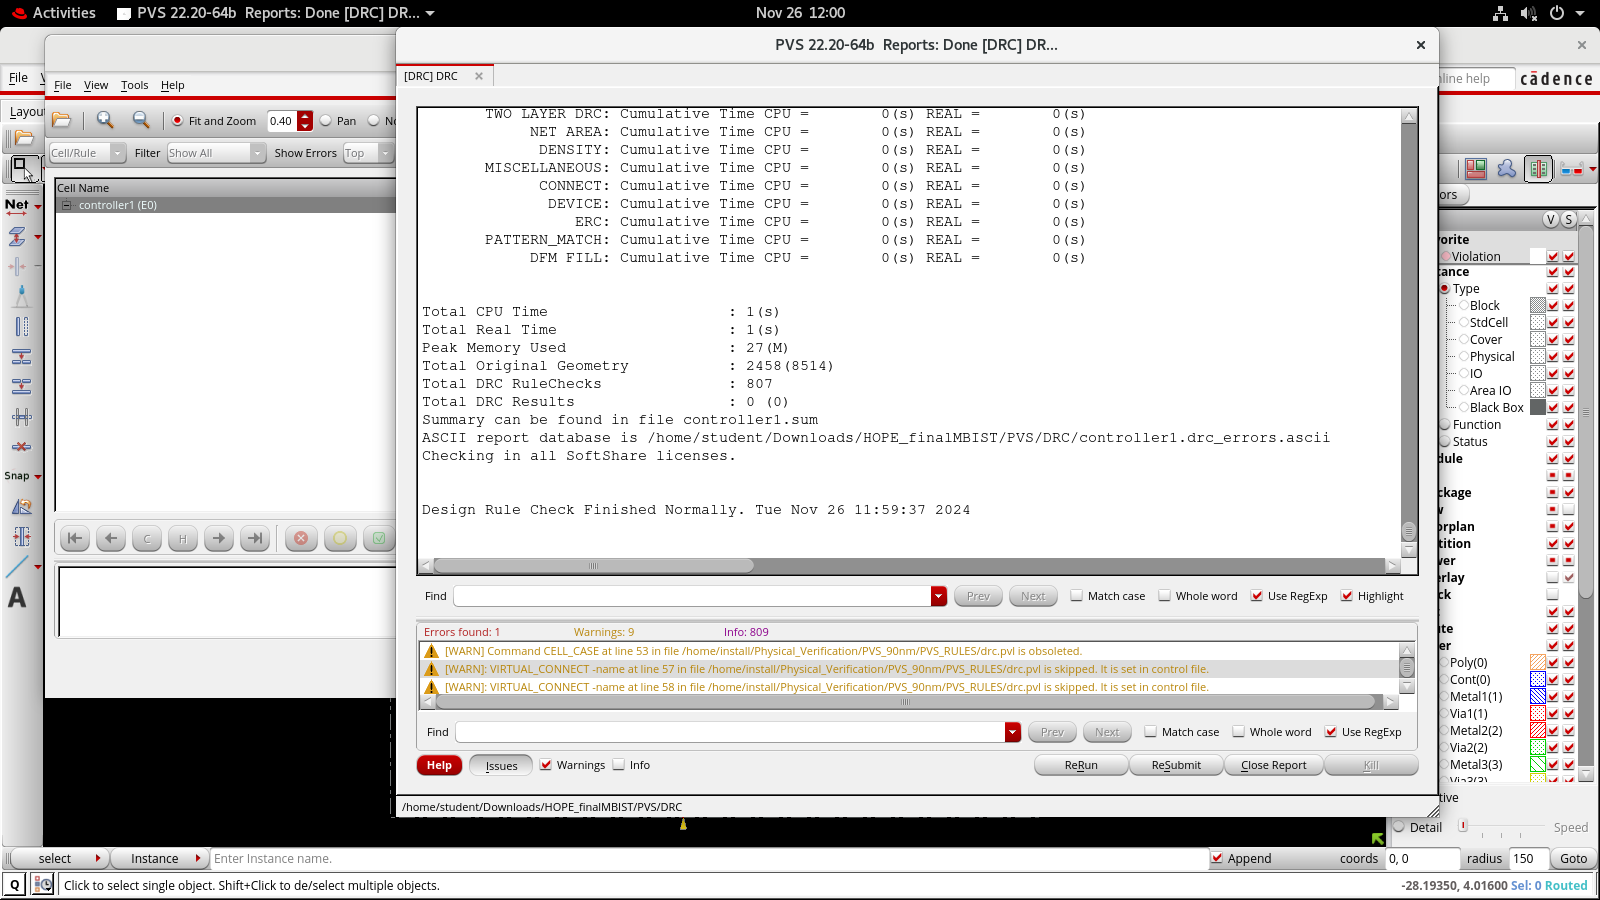 Activities
PVS 22.20-64b Reports: Done [DRC] DR...
Nov 26 12:00
PVS 22.20-64b Reports: Done [DRC] DR...
File
cādence
File View Tools Help
Layou
[DRC] DRC
Fit and Zoom 0.40 Pan
Cell/Rule Filter Show All Show Errors Top
Cell Name
controller1 (E0)
TWO LAYER DRC: Cumulative Time CPU = 0(s) REAL = 0(s)
NET AREA: Cumulative Time CPU = 0(s) REAL = 0(s)
DENSITY: Cumulative Time CPU = 0(s) REAL = 0(s)
MISCELLANEOUS: Cumulative Time CPU = 0(s) REAL = 0(s)
CONNECT: Cumulative Time CPU = 0(s) REAL = 0(s)
DEVICE: Cumulative Time CPU = 0(s) REAL = 0(s)
ERC: Cumulative Time CPU = 0(s) REAL = 0(s)
PATTERN_MATCH: Cumulative Time CPU = 0(s) REAL = 0(s)
DFM FILL: Cumulative Time CPU = 0(s) REAL = 0(s)
Total CPU Time : 1(s)
Total Real Time : 1(s)
Peak Memory Used : 27(M)
Total Original Geometry : 2458(8514)
Total DRC RuleChecks : 807
Total DRC Results : 0 (0)
Summary can be found in file controller1.sum
ASCII report database is /home/student/Downloads/HOPE_finalMBIST/PVS/DRC/controller1.drc_errors.ascii
Checking in all SoftShare licenses.
Design Rule Check Finished Normally. Tue Nov 26 11:59:37 2024
Find Prev Next Match case Whole word Use RegExp Highlight
Errors found: 1 Warnings: 9 Info: 809
[WARN] Command CELL_CASE at line 53 in file /home/install/Physical_Verification/PVS_90nm/PVS_RULES/drc.pvl is obsoleted.
[WARN]: VIRTUAL_CONNECT -name at line 57 in file /home/install/Physical_Verification/PVS_90nm/PVS_RULES/drc.pvl is skipped. It is set in control file.
[WARN]: VIRTUAL_CONNECT -name at line 58 in file /home/install/Physical_Verification/PVS_90nm/PVS_RULES/drc.pvl is skipped. It is set in control file.
Find Prev Next Match case Whole word Use RegExp
Help Issues Warnings Info ReRun ReSubmit Close Report Kill
/home/student/Downloads/HOPE_finalMBIST/PVS/DRC
Net
Snap
A
C H
line help
ors
V S
vorite
Violation
tance
Type
Block
StdCell
Cover
Physical
IO
Area IO
Black Box
Function
Status
dule
ckage
w
orplan
tition
wer
erlay
ck
ute
er
Poly(0)
Cont(0)
Metal1(1)
Via1(1)
Metal2(2)
Via2(2)
Metal3(3)
Via3(3)
tive
Detail Speed
select Instance Enter Instance name. Append coords 0, 0 radius 150 Goto
Q Click to select single object. Shift+Click to de/select multiple objects. -28.19350, 4.01600 Sel: 0 Routed